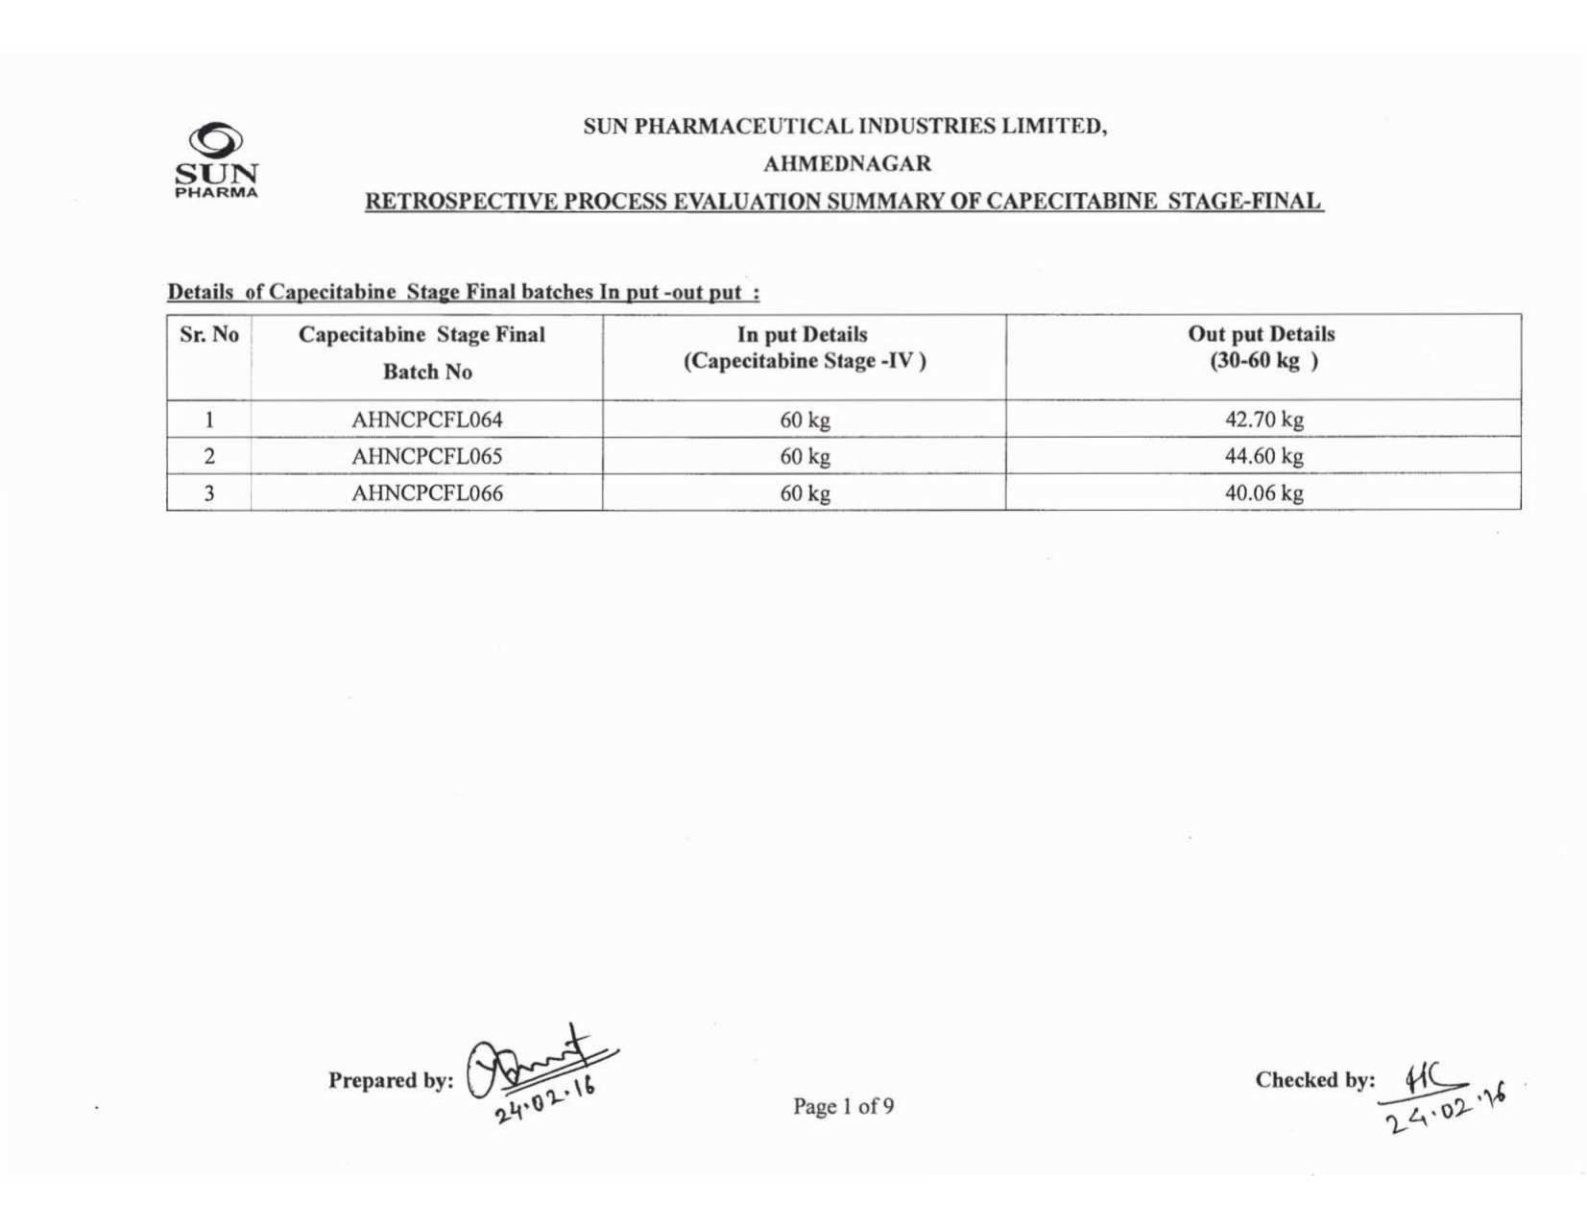 SUN
PHARMA
SUN PHARMACEUTICAL INDUSTRIES LIMITED,
AHMEDNAGAR
RETROSPECTIVE PROCESS EVALUATION SUMMARY OF CAPECITABINE STAGE-FINAL
Details of Capecitabine Stage Final batches In put -out put :
Sr. No Capecitabine Stage Final Batch No In put Details (Capecitabine Stage -IV ) Out put Details (30-60 kg )
1 AHNCPCFL064 60 kg 42.70 kg
2 AHNCPCFL065 60 kg 44.60 kg
3 AHNCPCFL066 60 kg 40.06 kg
Prepared by:
24.02.16
Page 1 of 9
Checked by: HC
24.02.16